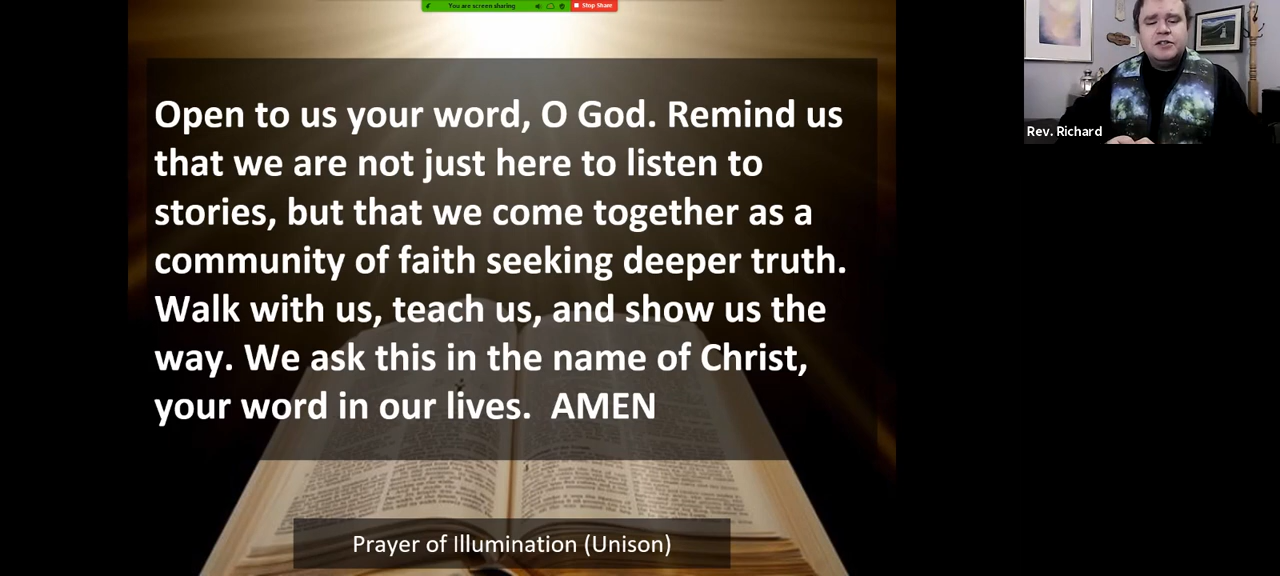 You are screen sharing
Stop Share
Open to us your word, O God. Remind us
that we are not just here to listen to
stories, but that we come together as a
community of faith seeking deeper truth.
Walk with us, teach us, and show us the
way. We ask this in the name of Christ,
your word in our lives.  AMEN
Prayer of Illumination (Unison)
Rev. Richard